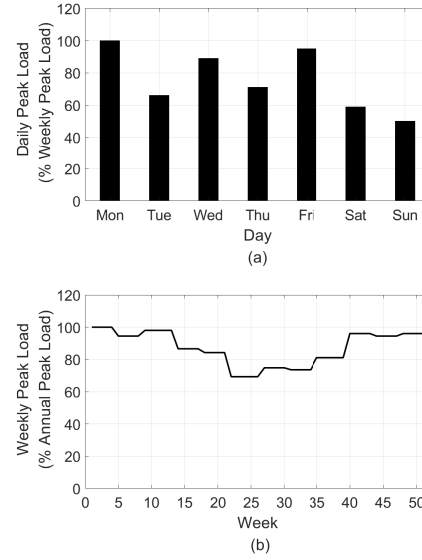 Daily Peak Load
(% Weekly Peak Load)
120
100
80
60
40
20
0
Mon Tue Wed Thu Fri Sat Sun
Day
(a)
Weekly Peak Load
(% Annual Peak Load)
120
100
80
60
40
20
0
0 5 10 15 20 25 30 35 40 45 50
Week
(b)